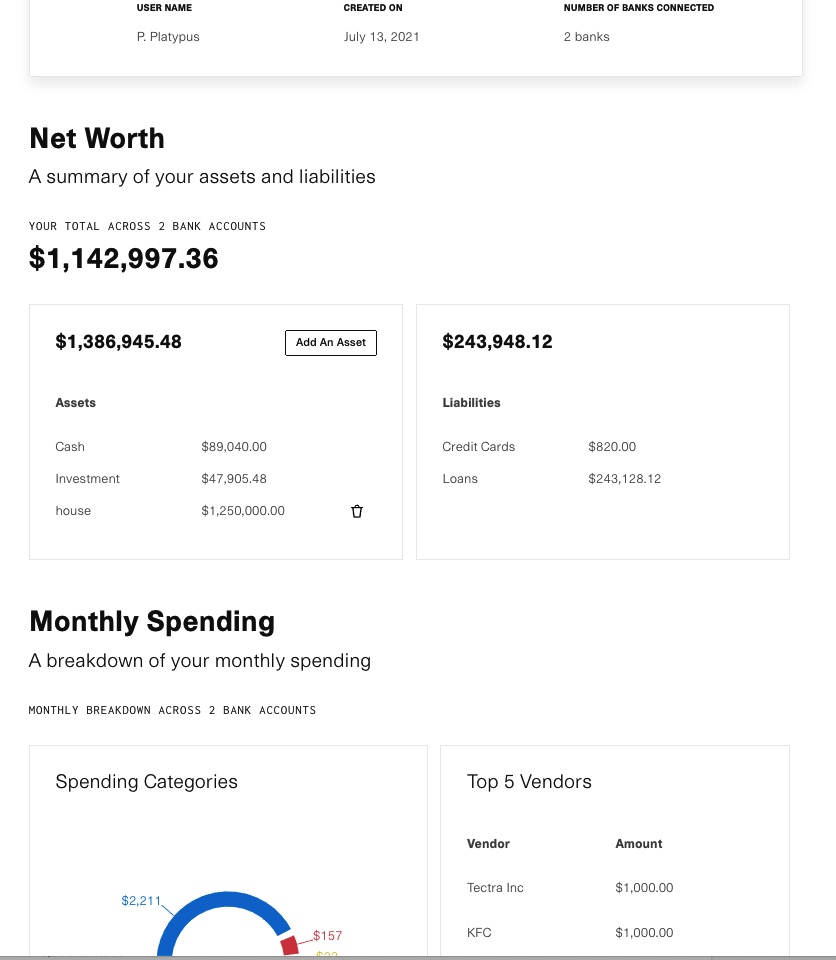 USER NAME CREATED ON NUMBER OF BANKS CONNECTED
P. Platypus July 13, 2021 2 banks
Net Worth
A summary of your assets and liabilities
YOUR TOTAL ACROSS 2 BANK ACCOUNTS
$1,142,997.36
$1,386,945.48 Add An Asset
Assets
Cash $89,040.00
Investment $47,905.48
house $1,250,000.00
$243,948.12
Liabilities
Credit Cards $820.00
Loans $243,128.12
Monthly Spending
A breakdown of your monthly spending
MONTHLY BREAKDOWN ACROSS 2 BANK ACCOUNTS
Spending Categories
$2,211
$157
Top 5 Vendors
Vendor Amount
Tectra Inc $1,000.00
KFC $1,000.00